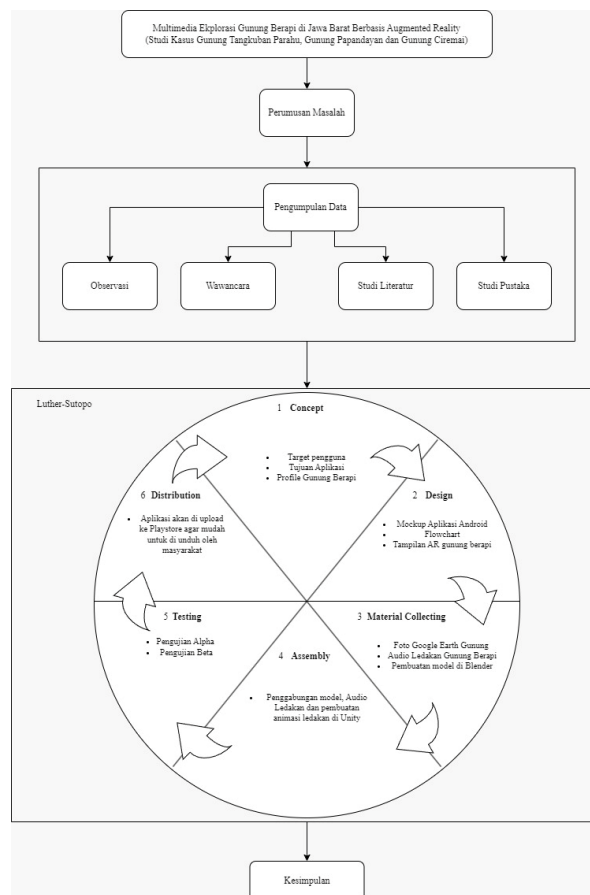 Multimedia Ekplorasi Gunung Berapi di Jawa Barat Berbasis Augmented Reality
(Studi Kasus Gunung Tangkuban Parahu, Gunung Papandayan dan Gunung Ciremai)
Perumusan Masalah
Pengumpulan Data
Observasi
Wawancara
Studi Literatur
Studi Pustaka
Luther-Sutopo
1 Concept
• Target pengguna
• Tujuan Aplikasi
• Profile Gunung Berapi
2 Design
• Mockup Aplikasi Android
• Flowchart
• Tampilan AR gunung berapi
3 Material Collecting
• Foto Google Earth Gunung
• Audio Ledakan Gunung Berapi
• Pembuatan model di Blender
4 Assembly
• Penggabungan model, Audio
Ledakan dan pembuatan
animasi ledakan di Unity
5 Testing
• Pengujian Alpha
• Pengujian Beta
6 Distribution
• Aplikasi akan di upload
ke Playstore agar mudah
untuk di unduh oleh
masyarakat
Kesimpulan